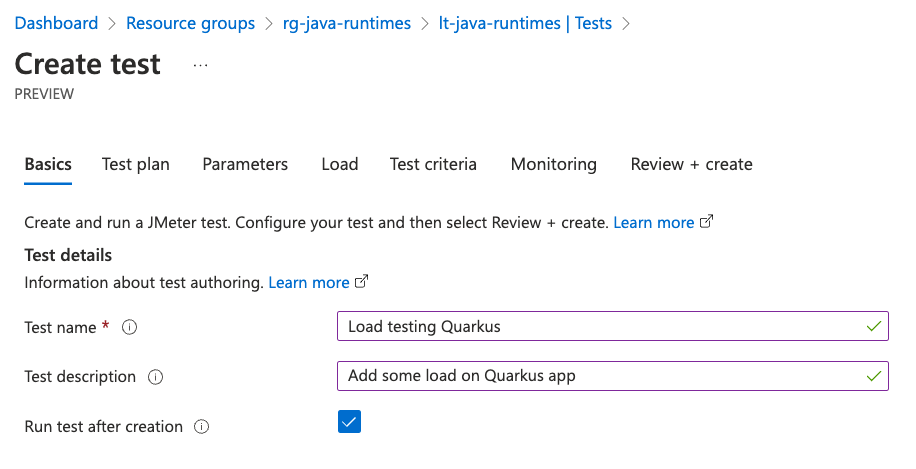 Dashboard > Resource groups > rg-java-runtimes > lt-java-runtimes | Tests >
Create test ...
PREVIEW
Basics Test plan Parameters Load Test criteria Monitoring Review + create
Create and run a JMeter test. Configure your test and then select Review + create. Learn more
Test details
Information about test authoring. Learn more
Test name * Load testing Quarkus
Test description Add some load on Quarkus app
Run test after creation